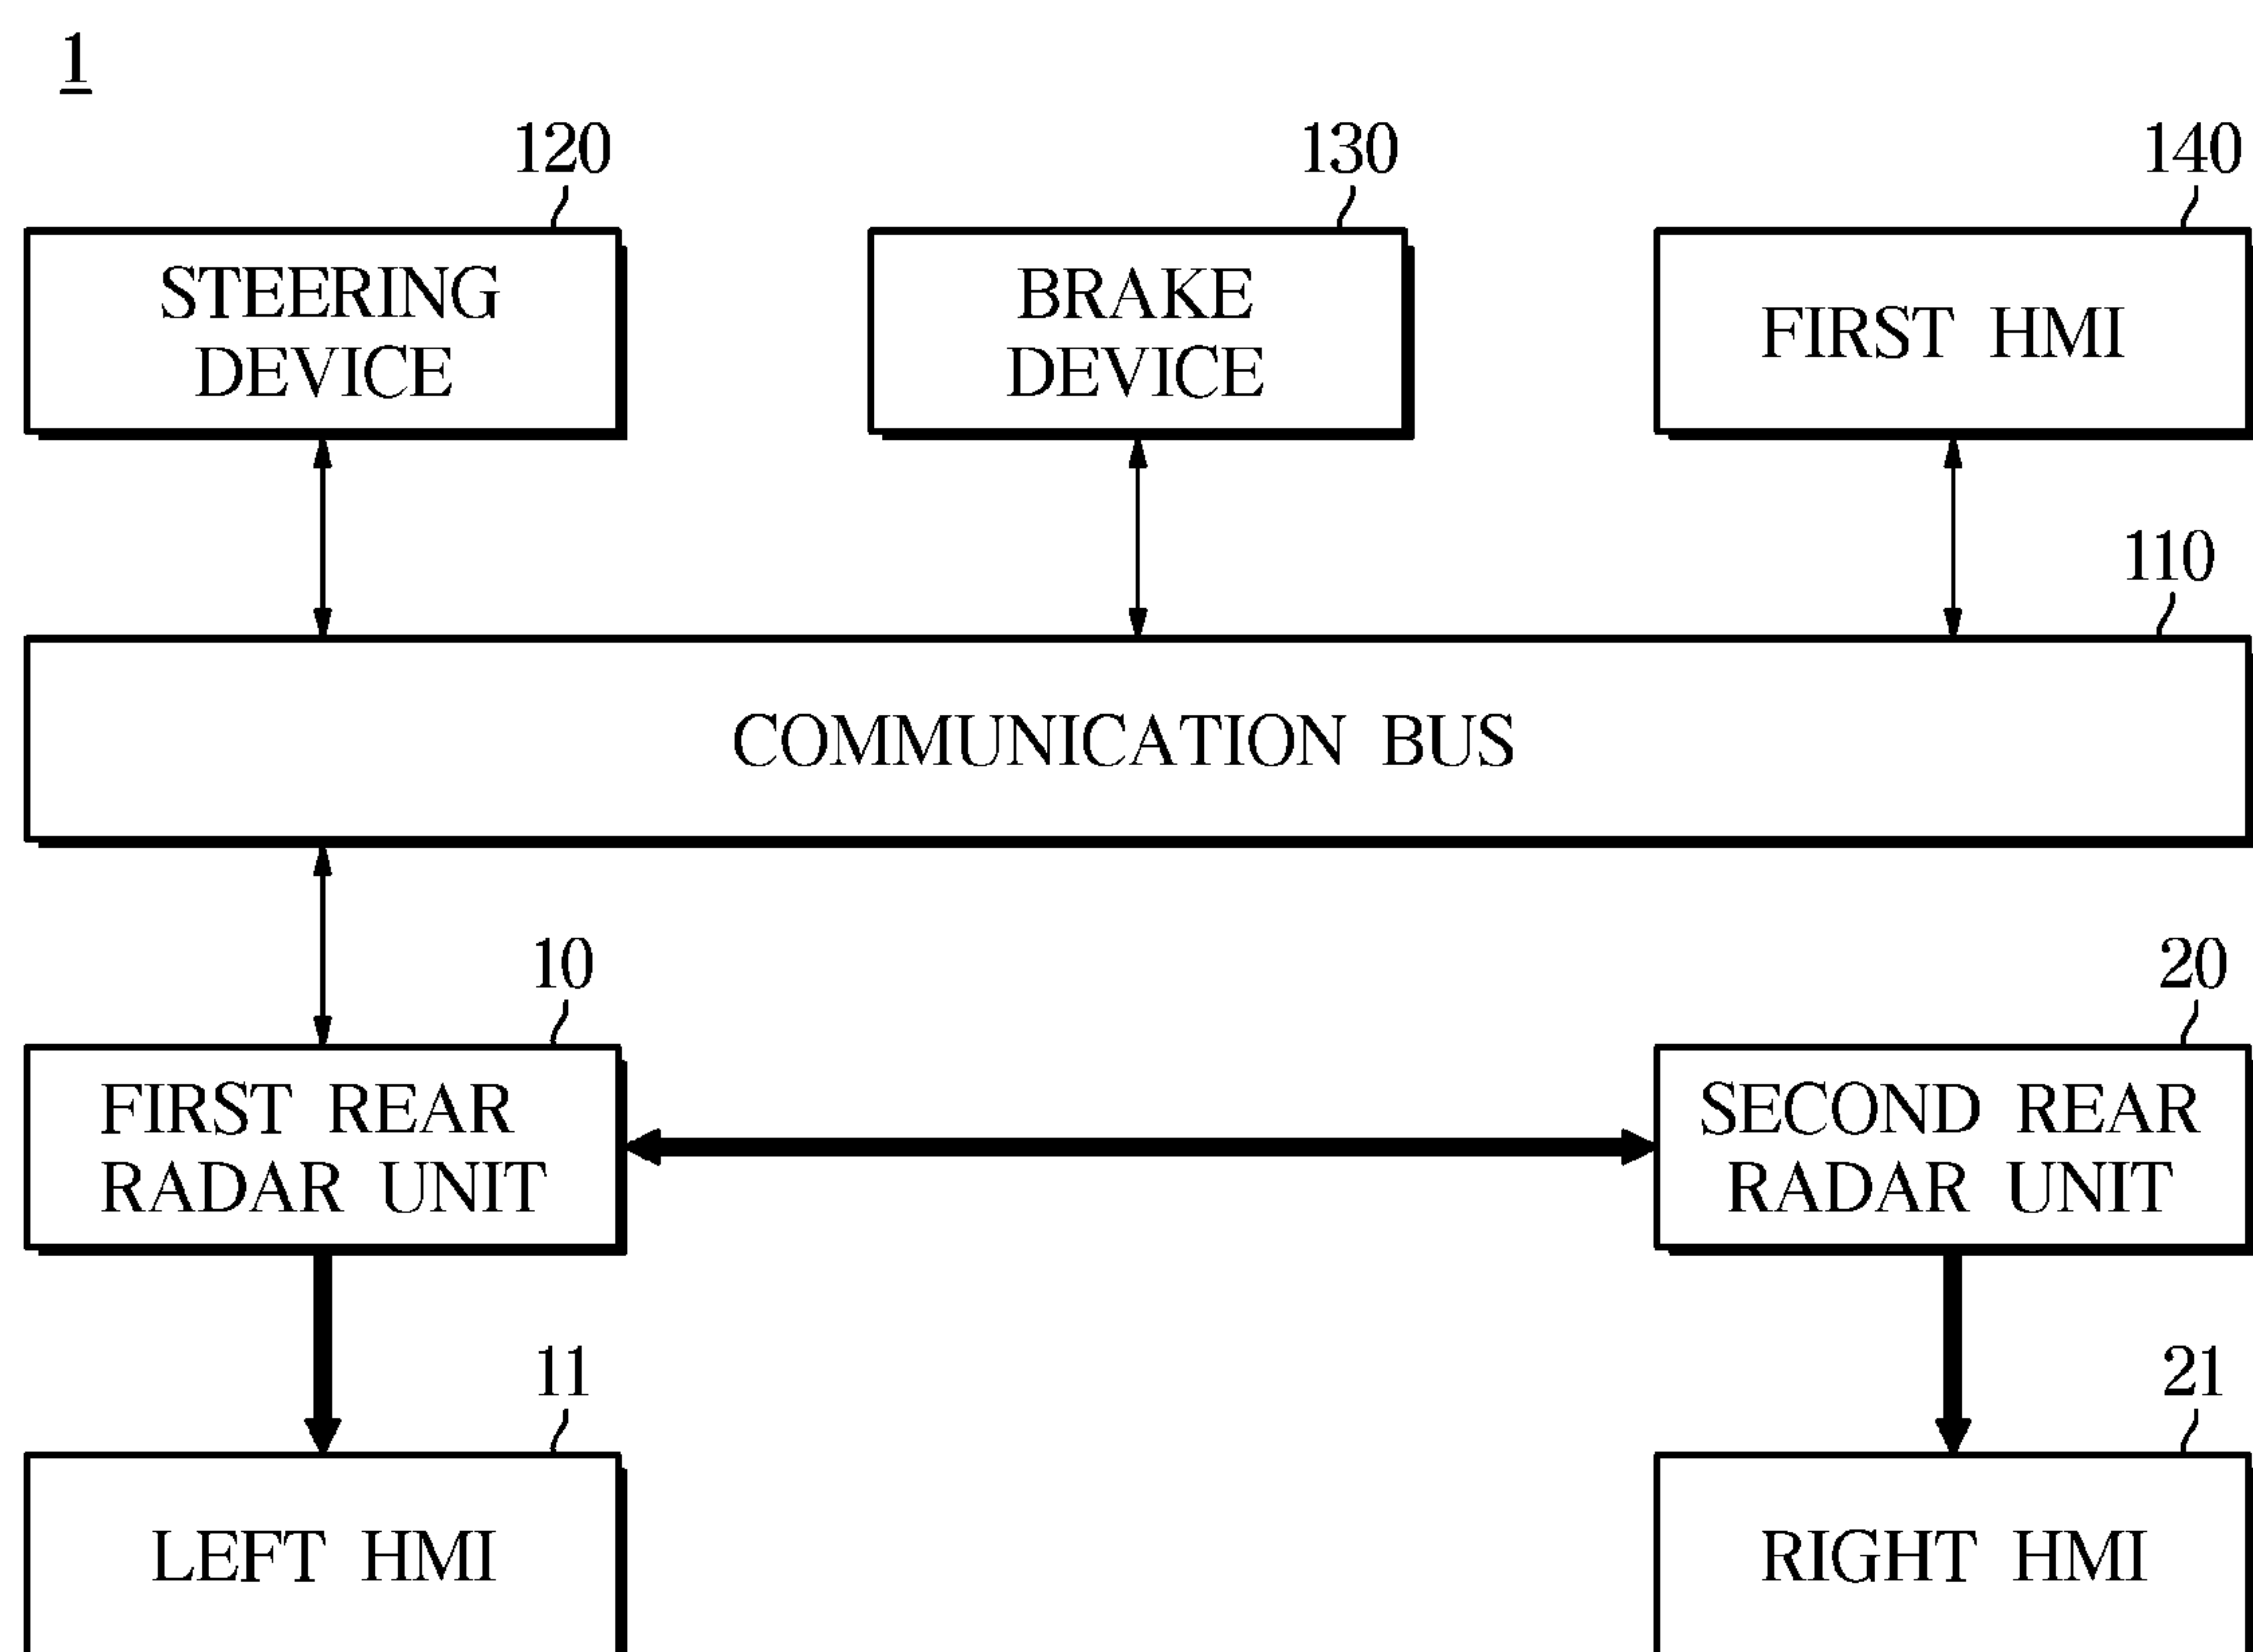 1
120
130
140
STEERING
DEVICE
BRAKE
DEVICE
FIRST HMI
110
COMMUNICATION BUS
10
20
FIRST REAR
RADAR UNIT
SECOND REAR
RADAR UNIT
11
21
LEFT HMI
RIGHT HMI